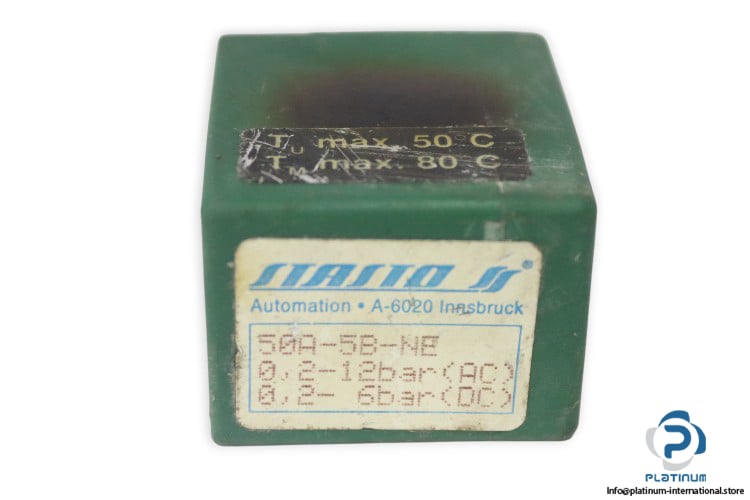 TU max. 50 C
TM max. 80 C
STASTO S®
Automation • A-6020 Innsbruck
50A-5B-NE
0,2-12bar(AC)
0,2- 6bar(DC)
PLATINUM
Info@platinum-international.store